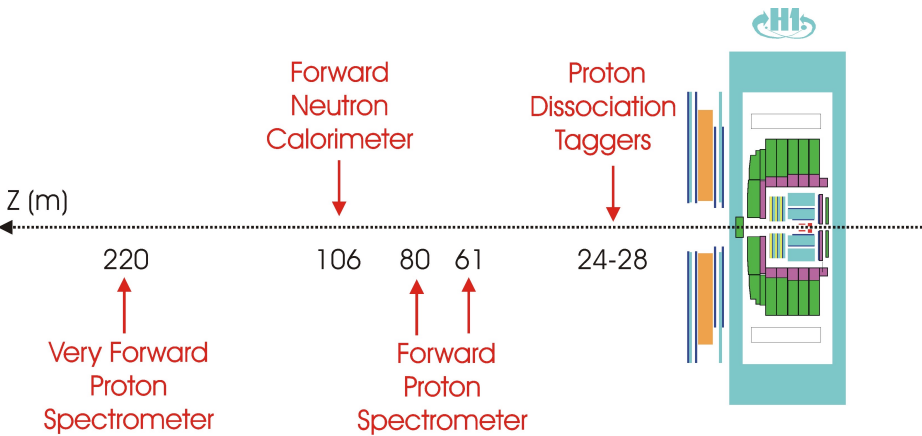 H1
Forward
Neutron
Calorimeter
Proton
Dissociation
Taggers
Z (m)
220
106
80
61
24-28
Very Forward
Proton
Spectrometer
Forward
Proton
Spectrometer